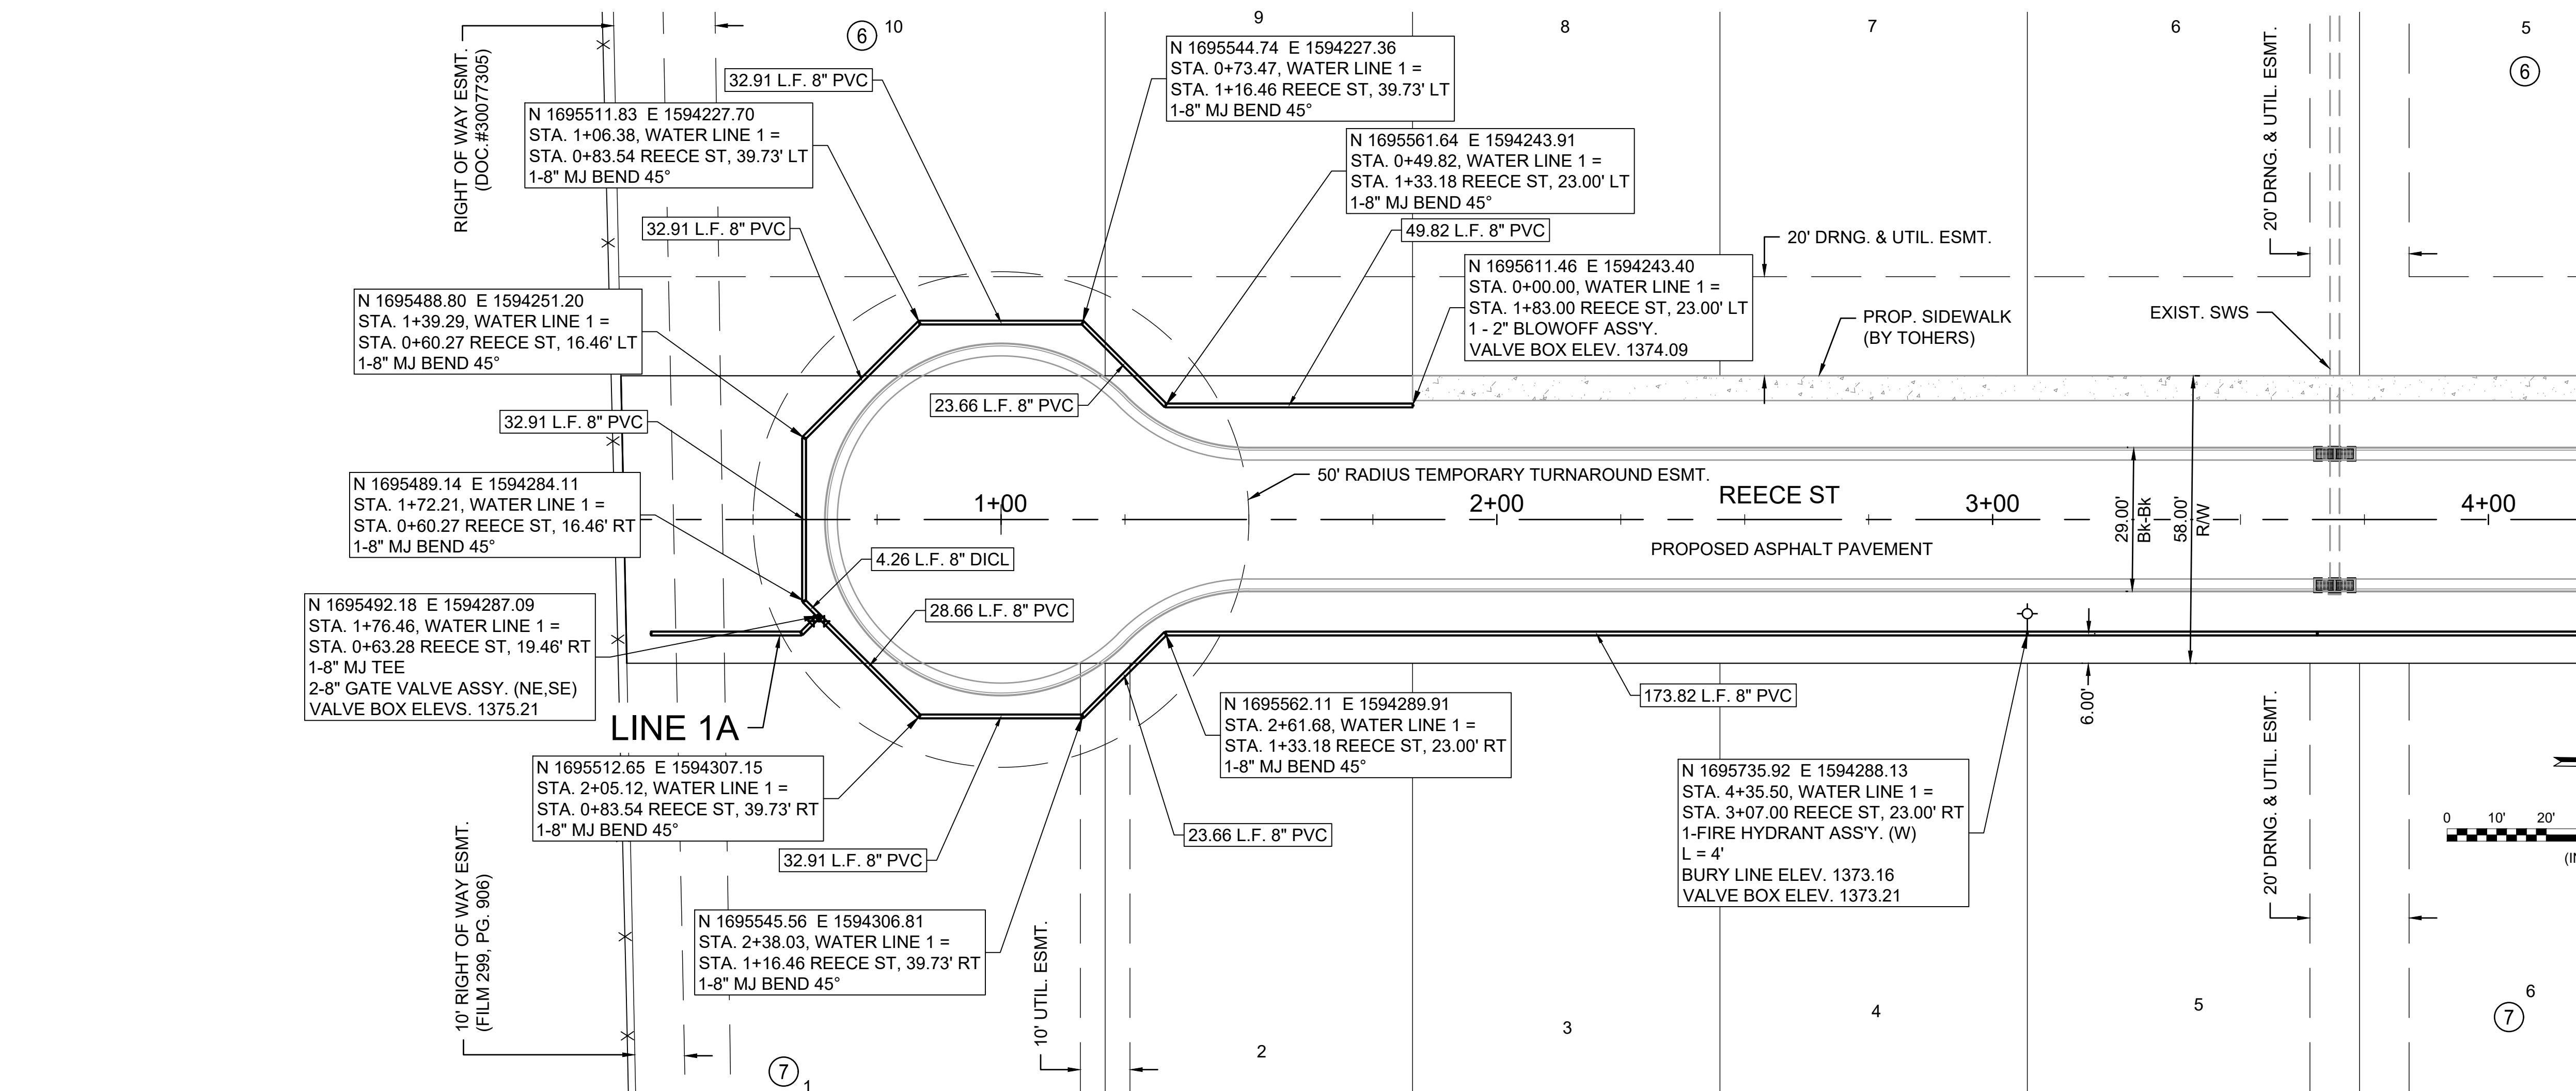 6
10
9
8
7
6
5
6
RIGHT OF WAY ESMT.
(DOC.#30077305)
32.91 L.F. 8" PVC
N 1695544.74 E 1594227.36
STA. 0+73.47, WATER LINE 1 =
STA. 1+16.46 REECE ST, 39.73' LT
1-8" MJ BEND 45°
N 1695511.83 E 1594227.70
STA. 1+06.38, WATER LINE 1 =
STA. 0+83.54 REECE ST, 39.73' LT
1-8" MJ BEND 45°
N 1695561.64 E 1594243.91
STA. 0+49.82, WATER LINE 1 =
STA. 1+33.18 REECE ST, 23.00' LT
1-8" MJ BEND 45°
20' DRNG. & UTIL. ESMT.
32.91 L.F. 8" PVC
49.82 L.F. 8" PVC
20' DRNG. & UTIL. ESMT.
N 1695611.46 E 1594243.40
STA. 0+00.00, WATER LINE 1 =
STA. 1+83.00 REECE ST, 23.00' LT
1 - 2" BLOWOFF ASS'Y.
VALVE BOX ELEV. 1374.09
N 1695488.80 E 1594251.20
STA. 1+39.29, WATER LINE 1 =
STA. 0+60.27 REECE ST, 16.46' LT
1-8" MJ BEND 45°
PROP. SIDEWALK
(BY TOHERS)
EXIST. SWS
23.66 L.F. 8" PVC
32.91 L.F. 8" PVC
50' RADIUS TEMPORARY TURNAROUND ESMT.
N 1695489.14 E 1594284.11
STA. 1+72.21, WATER LINE 1 =
STA. 0+60.27 REECE ST, 16.46' RT
1-8" MJ BEND 45°
1+00
2+00
REECE ST
3+00
4+00
29.00'
Bk-Bk
58.00'
R/W
PROPOSED ASPHALT PAVEMENT
4.26 L.F. 8" DICL
28.66 L.F. 8" PVC
N 1695492.18 E 1594287.09
STA. 1+76.46, WATER LINE 1 =
STA. 0+63.28 REECE ST, 19.46' RT
1-8" MJ TEE
2-8" GATE VALVE ASSY. (NE,SE)
VALVE BOX ELEVS. 1375.21
LINE 1A
173.82 L.F. 8" PVC
6.00'
N 1695562.11 E 1594289.91
STA. 2+61.68, WATER LINE 1 =
STA. 1+33.18 REECE ST, 23.00' RT
1-8" MJ BEND 45°
N 1695512.65 E 1594307.15
STA. 2+05.12, WATER LINE 1 =
STA. 0+83.54 REECE ST, 39.73' RT
1-8" MJ BEND 45°
N 1695735.92 E 1594288.13
STA. 4+35.50, WATER LINE 1 =
STA. 3+07.00 REECE ST, 23.00' RT
1-FIRE HYDRANT ASS'Y. (W)
L = 4'
BURY LINE ELEV. 1373.16
VALVE BOX ELEV. 1373.21
20' DRNG. & UTIL. ESMT.
0 10' 20'
23.66 L.F. 8" PVC
32.91 L.F. 8" PVC
10' RIGHT OF WAY ESMT.
(FILM 299, PG. 906)
N 1695545.56 E 1594306.81
STA. 2+38.03, WATER LINE 1 =
STA. 1+16.46 REECE ST, 39.73' RT
1-8" MJ BEND 45°
10' UTIL. ESMT.
7
1
2
3
4
5
6
7